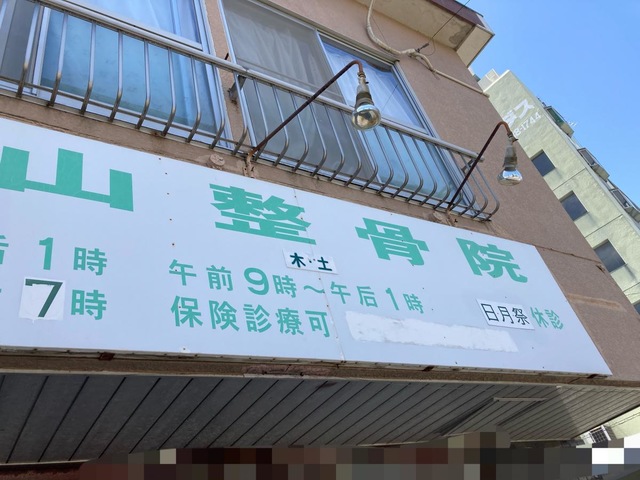 山整骨院
后1時
木・土
午前9時～午后1時
7時
保険診療可
日月祭 休診